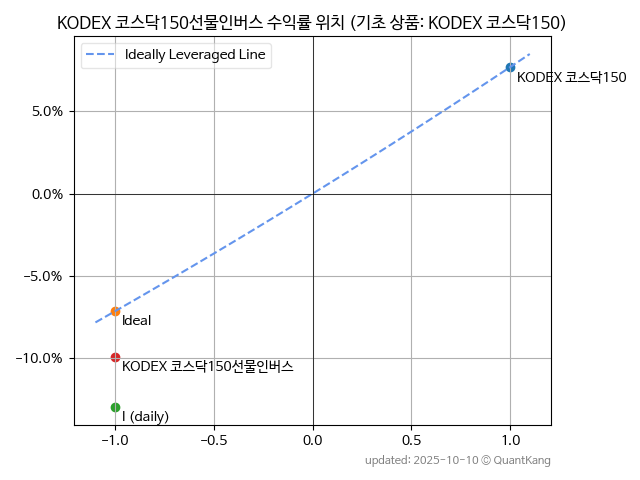 KODEX 코스닥150선물인버스 수익률 위치 (기초 상품: KODEX 코스닥150)
Ideally Leveraged Line
KODEX 코스닥150
5.0%
0.0%
-5.0%
Ideal
-10.0%
KODEX 코스닥150선물인버스
I (daily)
-1.0 -0.5 0.0 0.5 1.0
updated: 2025-10-10 © QuantKang